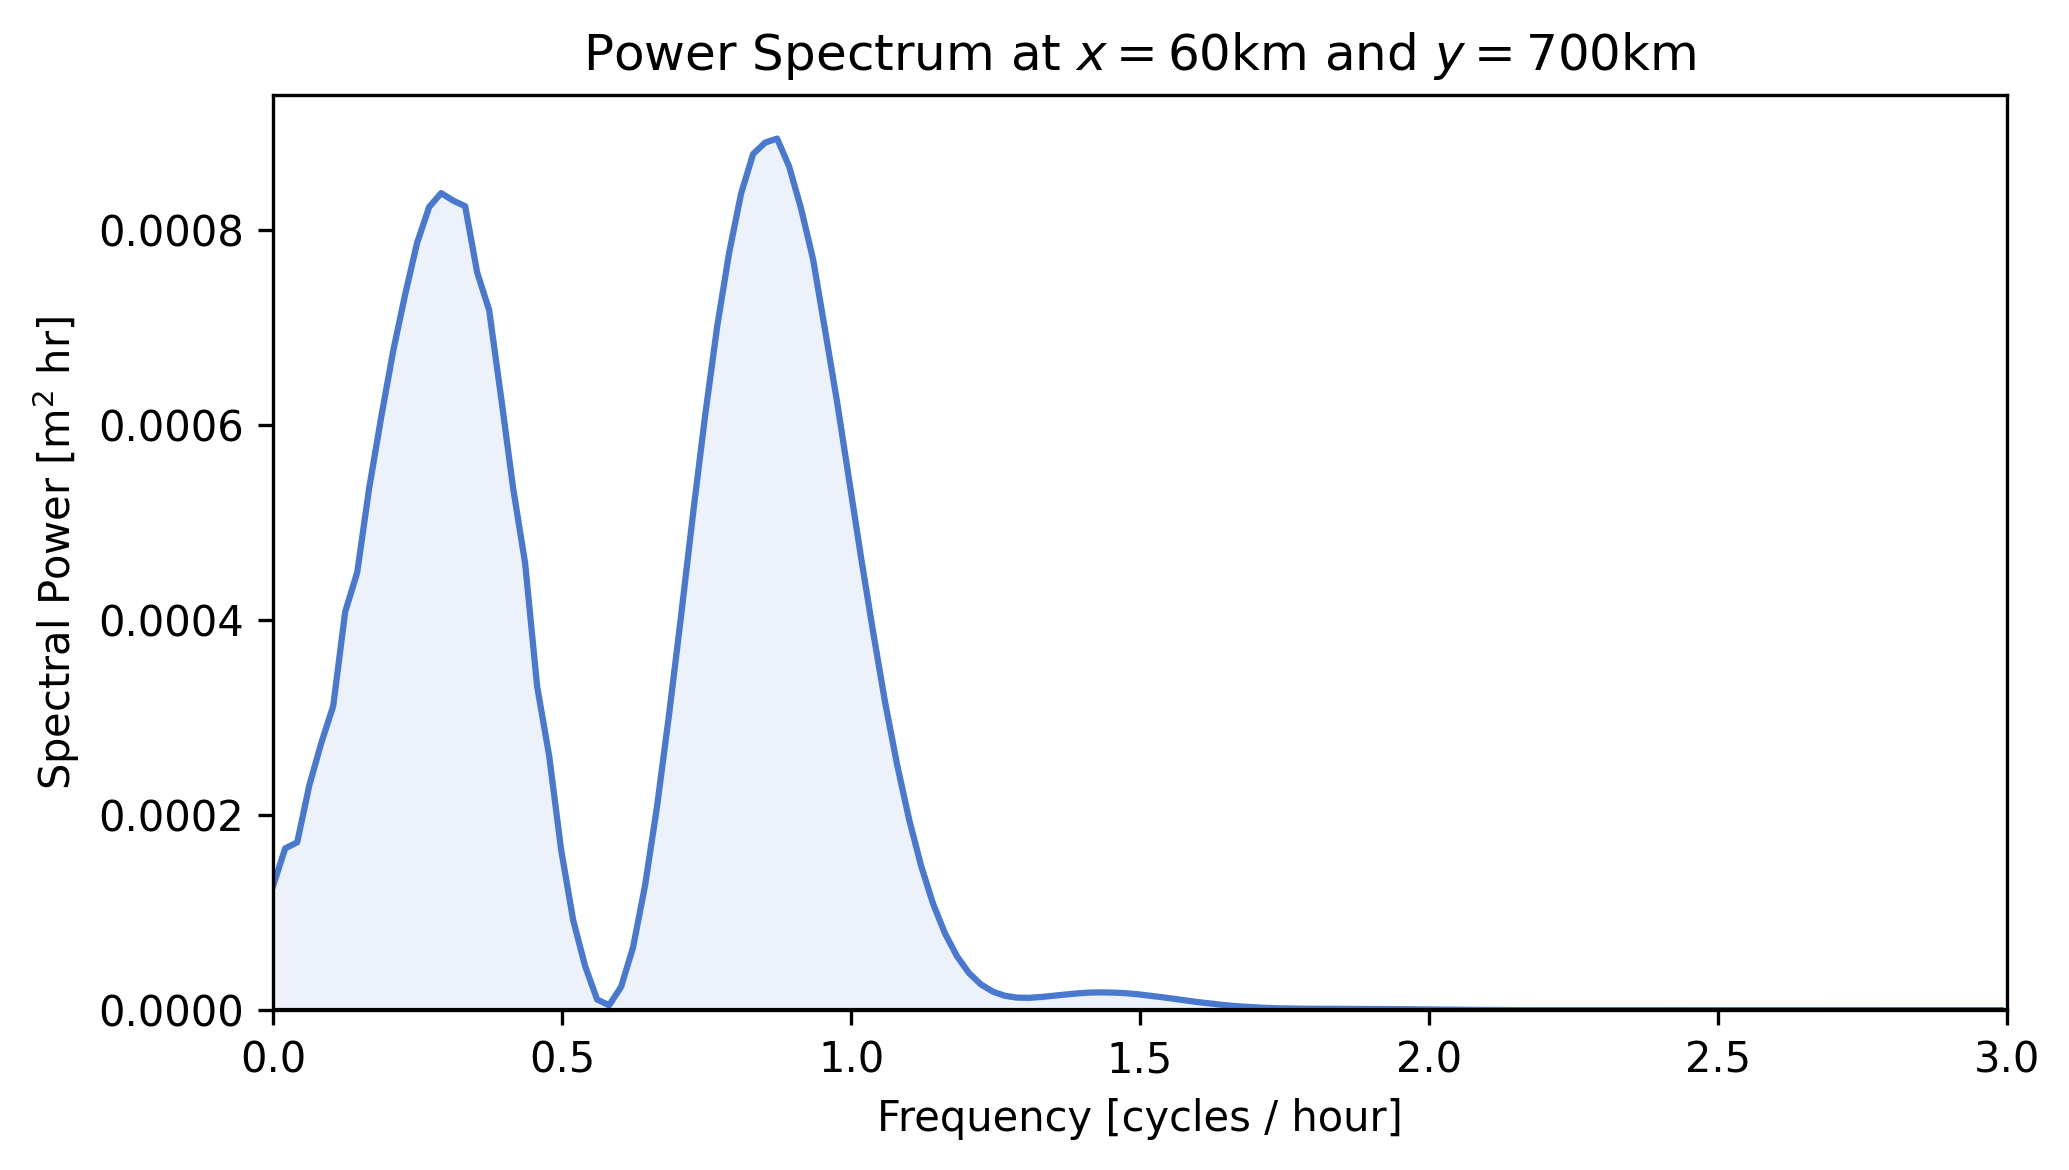 Power Spectrum at x = 60km and y = 700km
Spectral Power [m² hr]
0.0008
0.0006
0.0004
0.0002
0.0000
0.0 0.5 1.0 1.5 2.0 2.5 3.0
Frequency [cycles / hour]